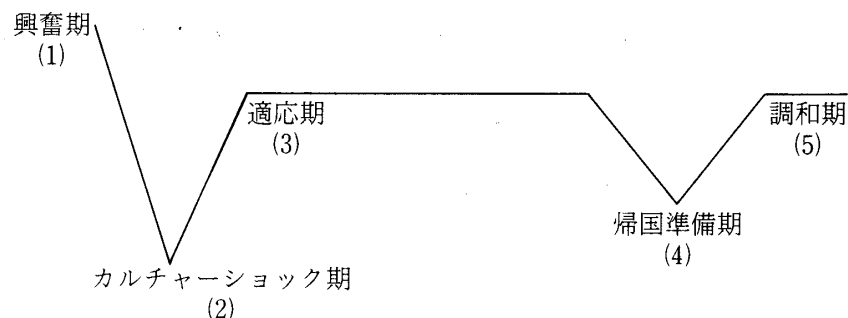 興奮期
(1)
適応期
(3)
調和期
(5)
帰国準備期
(4)
カルチャーショック期
(2)